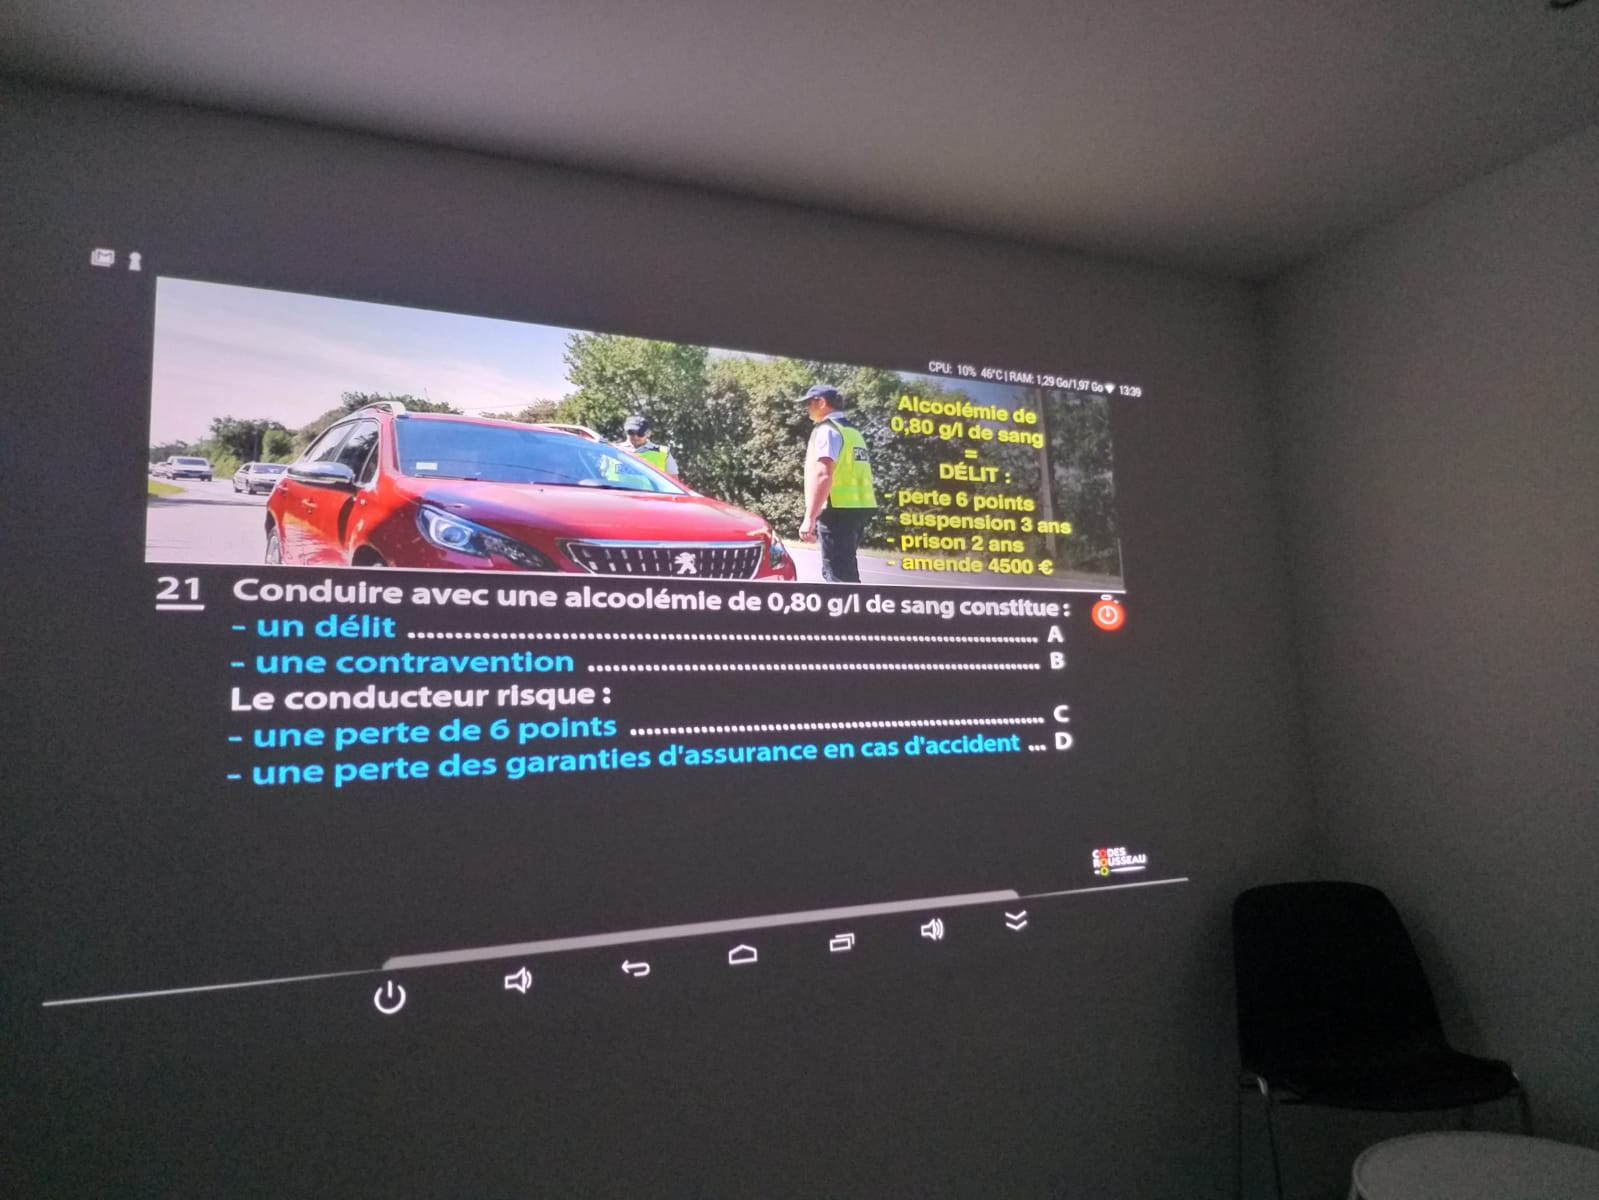 CPU: 10% 46°C | RAM: 1,29 Go/1,97 Go 13:39
Alcoolémie de
0,80 g/l de sang
=
DÉLIT :
- perte 6 points
- suspension 3 ans
- prison 2 ans
- amende 4500 €
21 Conduire avec une alcoolémie de 0,80 g/l de sang constitue :
- un délit ........ A
- une contravention ........ B
Le conducteur risque :
- une perte de 6 points ........ C
- une perte des garanties d'assurance en cas d'accident ... D
CODES
ROUSSEAU